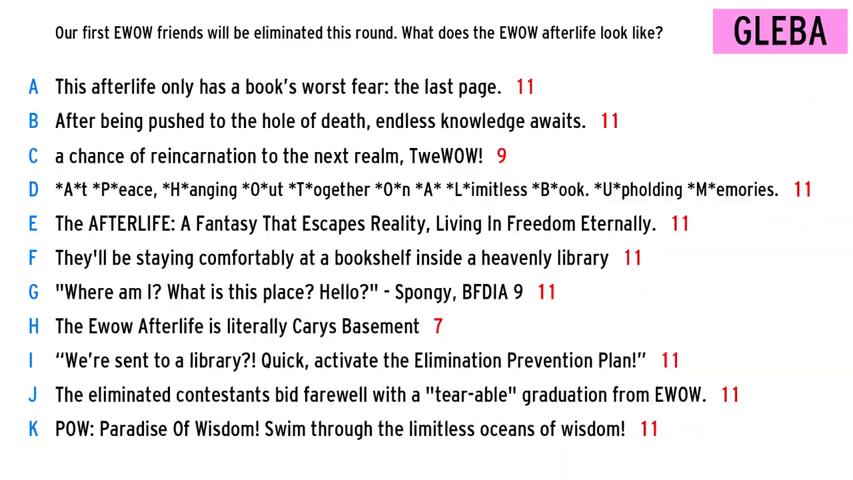 Our first EWOW friends will be eliminated this round. What does the EWOW afterlife look like?
GLEBA
A This afterlife only has a book's worst fear: the last page. 11
B After being pushed to the hole of death, endless knowledge awaits. 11
C a chance of reincarnation to the next realm, TweWOW! 9
D *A*t *P*eace, *H*anging *O*ut *T*ogether *O*n *A* *L*imitless *B*ook. *U*pholding *M*emories. 11
E The AFTERLIFE: A Fantasy That Escapes Reality, Living In Freedom Eternally. 11
F They'll be staying comfortably at a bookshelf inside a heavenly library 11
G "Where am I? What is this place? Hello?" - Spongy, BFDIA 9 11
H The Ewow Afterlife is literally Carys Basement 7
I “We're sent to a library?! Quick, activate the Elimination Prevention Plan!” 11
J The eliminated contestants bid farewell with a "tear-able" graduation from EWOW. 11
K POW: Paradise Of Wisdom! Swim through the limitless oceans of wisdom! 11